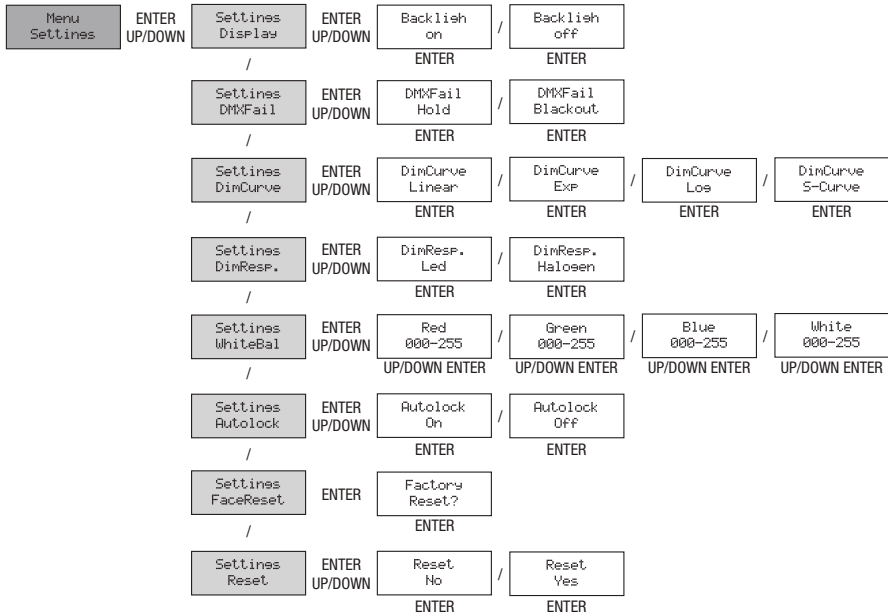 Menu
Settings
ENTER
UP/DOWN
Settings
Display
ENTER
UP/DOWN
Backligh
on
ENTER
/
Backligh
off
ENTER
/
Settings
DMXFail
ENTER
UP/DOWN
DMXFail
Hold
ENTER
/
DMXFail
Blackout
ENTER
/
Settings
DimCurve
ENTER
UP/DOWN
DimCurve
Linear
ENTER
/
DimCurve
Exp
ENTER
/
DimCurve
Log
ENTER
/
DimCurve
S-Curve
ENTER
/
Settings
DimResp.
ENTER
UP/DOWN
DimResp.
Led
ENTER
/
DimResp.
Halogen
ENTER
/
Settings
WhiteBal
ENTER
UP/DOWN
Red
000-255
UP/DOWN ENTER
/
Green
000-255
UP/DOWN ENTER
/
Blue
000-255
UP/DOWN ENTER
/
White
000-255
UP/DOWN ENTER
/
Settings
Autolock
ENTER
UP/DOWN
Autolock
On
ENTER
/
Autolock
Off
ENTER
/
Settings
FaceReset
ENTER
Factory
Reset?
ENTER
/
Settings
Reset
ENTER
UP/DOWN
Reset
No
ENTER
/
Reset
Yes
ENTER